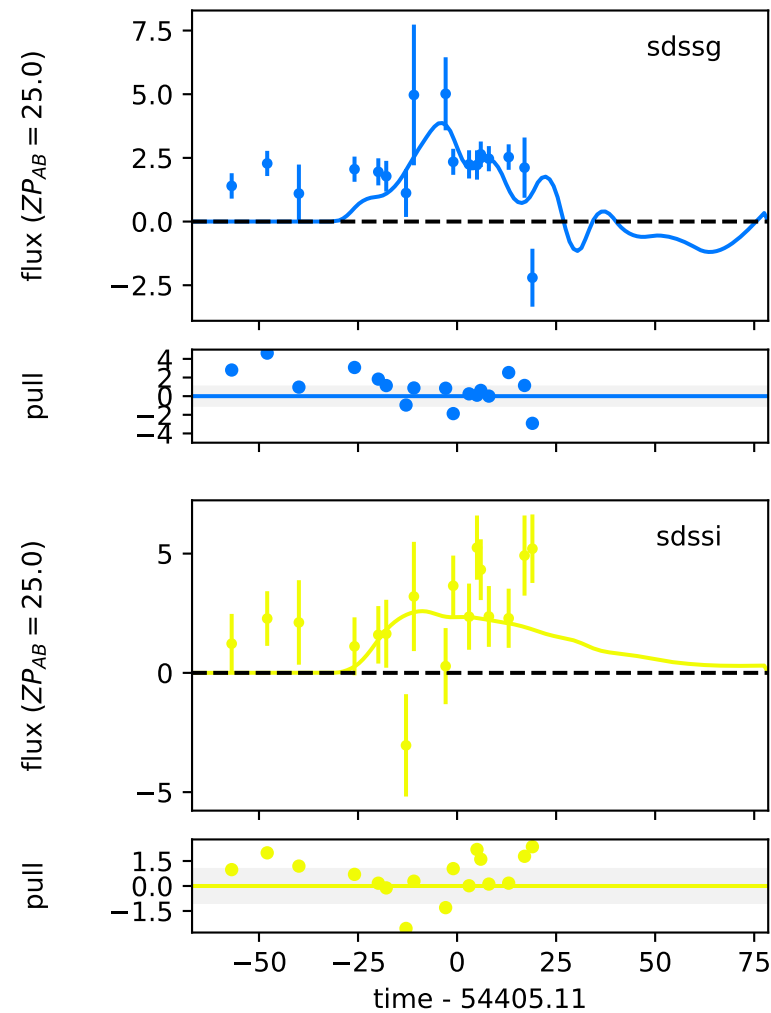 7.5
sdssg
5.0
2.5
0.0
−2.5
flux (ZP_AB = 25.0)
4
2
0
−2
−4
pull
5
sdssi
0
−5
flux (ZP_AB = 25.0)
1.5
0.0
−1.5
pull
−50 −25 0 25 50 75
time - 54405.11